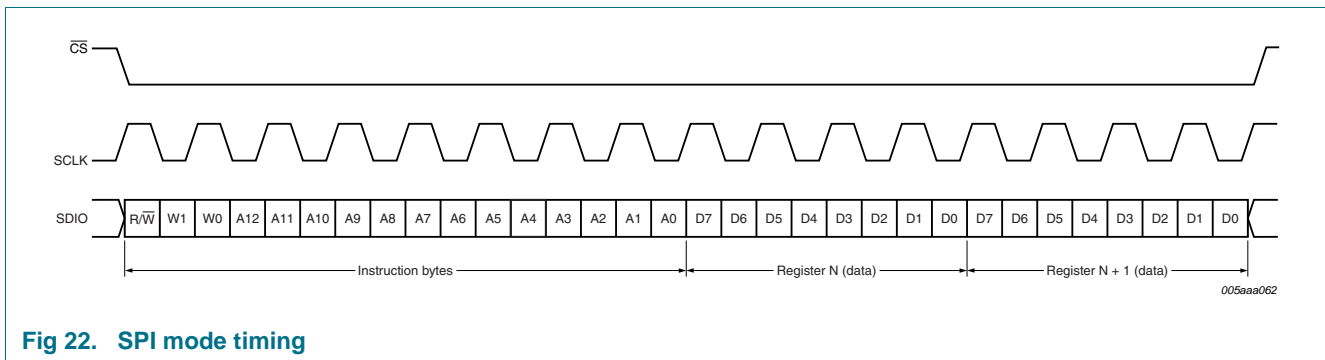 CS
SCLK
SDIO R/W W1 W0 A12 A11 A10 A9 A8 A7 A6 A5 A4 A3 A2 A1 A0 D7 D6 D5 D4 D3 D2 D1 D0 D7 D6 D5 D4 D3 D2 D1 D0
Instruction bytes Register N (data) Register N + 1 (data)
005aaa062
Fig 22. SPI mode timing